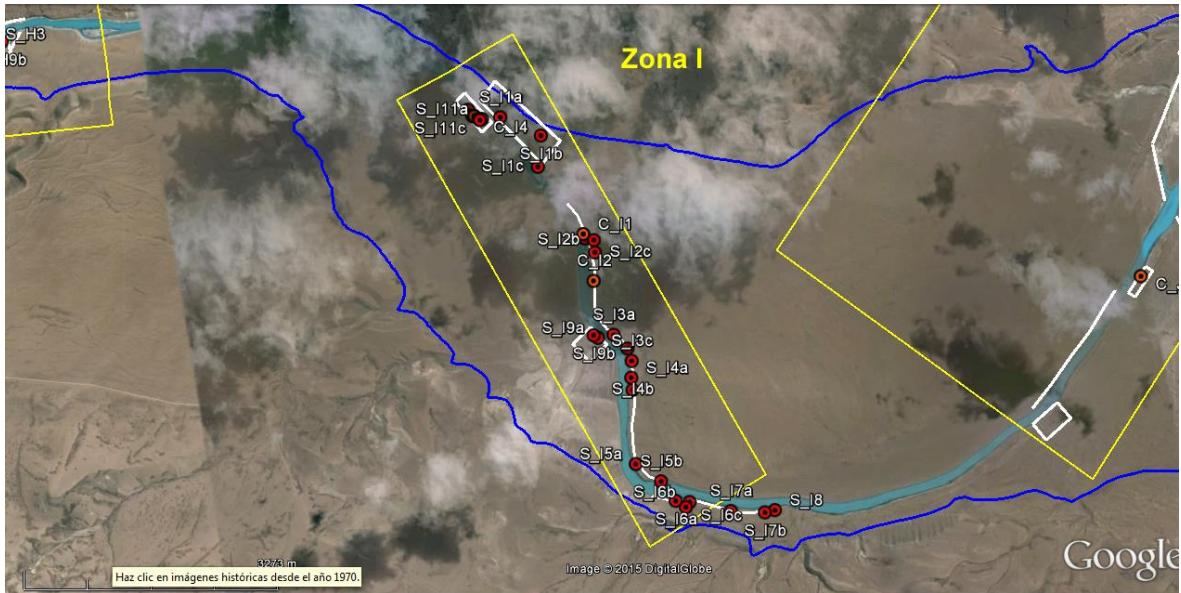 Zona I
S_H3
H9b
S_I1a
S_I11a
C_I4
S_I11c
S_I1b
S_I1c
C_I1
S_I2b
S_I2c
C_I2
S_I3a
S_I9a
S_I3c
S_I9b
S_I4a
S_I4b
S_I5a
S_I5b
S_I6b
S_I7a
S_I8
S_I6a
S_I6c
S_I7b
3273 m
Haz clic en imágenes históricas desde el año 1970.
Image © 2015 DigitalGlobe
Google